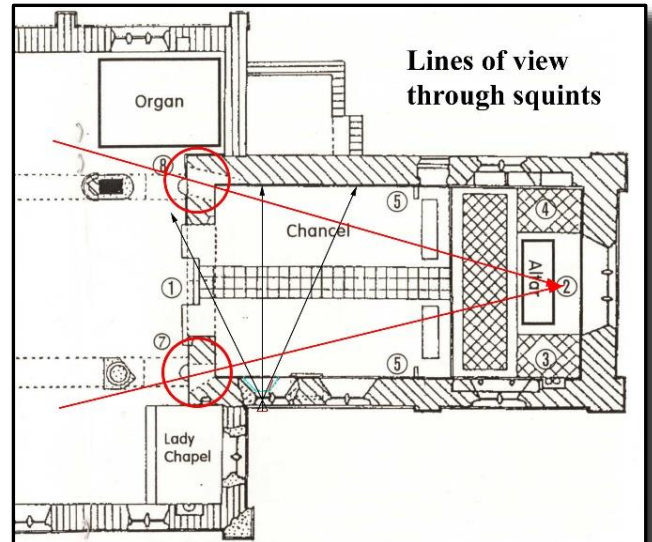 Lines of view
through squints
Organ
⑧
⑤
④
Chancel
①
Altar
②
⑦
⑤
③
Lady
Chapel